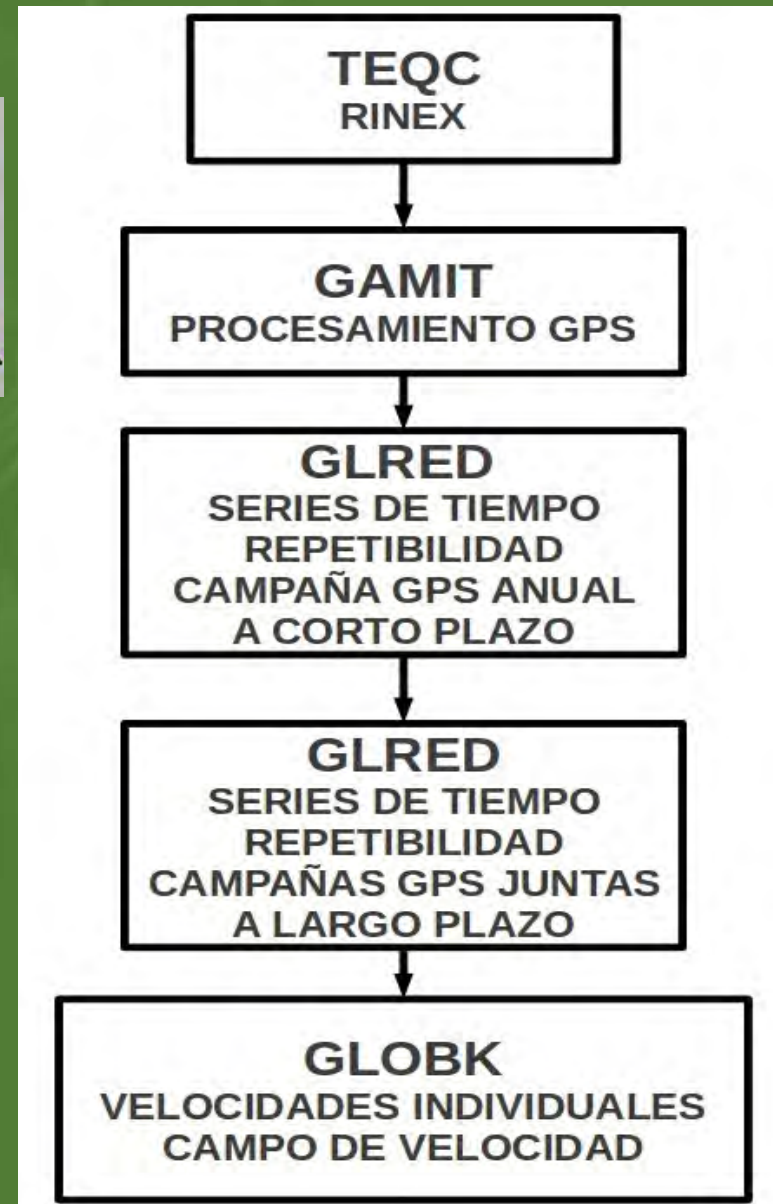 TEQC
RINEX
GAMIT
PROCESAMIENTO GPS
GLRED
SERIES DE TIEMPO
REPETIBILIDAD
CAMPAÑA GPS ANUAL
A CORTO PLAZO
GLRED
SERIES DE TIEMPO
REPETIBILIDAD
CAMPAÑAS GPS JUNTAS
A LARGO PLAZO
GLOBK
VELOCIDADES INDIVIDUALES
CAMPO DE VELOCIDAD